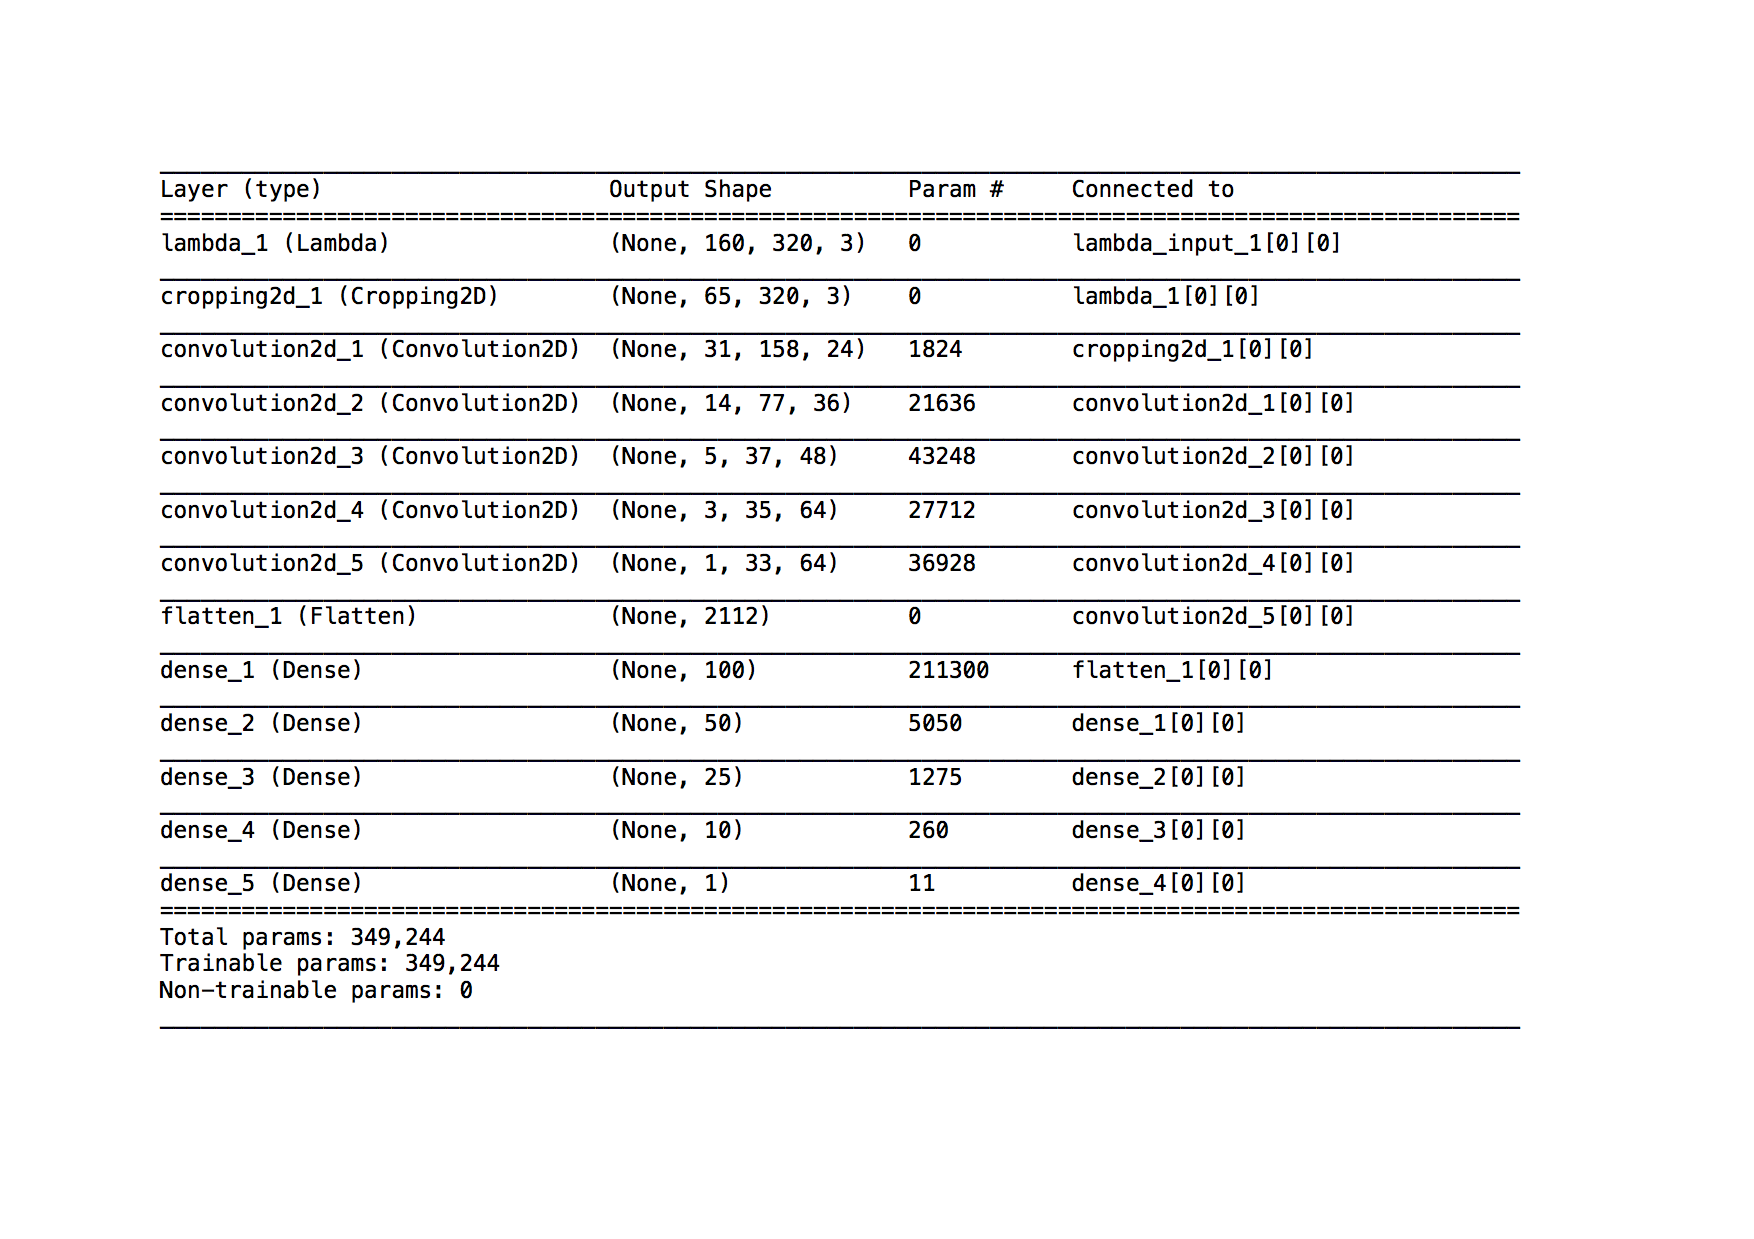 Layer (type) Output Shape Param # Connected to
====================================================================================================
lambda_1 (Lambda) (None, 160, 320, 3) 0 lambda_input_1[0][0]
cropping2d_1 (Cropping2D) (None, 65, 320, 3) 0 lambda_1[0][0]
convolution2d_1 (Convolution2D) (None, 31, 158, 24) 1824 cropping2d_1[0][0]
convolution2d_2 (Convolution2D) (None, 14, 77, 36) 21636 convolution2d_1[0][0]
convolution2d_3 (Convolution2D) (None, 5, 37, 48) 43248 convolution2d_2[0][0]
convolution2d_4 (Convolution2D) (None, 3, 35, 64) 27712 convolution2d_3[0][0]
convolution2d_5 (Convolution2D) (None, 1, 33, 64) 36928 convolution2d_4[0][0]
flatten_1 (Flatten) (None, 2112) 0 convolution2d_5[0][0]
dense_1 (Dense) (None, 100) 211300 flatten_1[0][0]
dense_2 (Dense) (None, 50) 5050 dense_1[0][0]
dense_3 (Dense) (None, 25) 1275 dense_2[0][0]
dense_4 (Dense) (None, 10) 260 dense_3[0][0]
dense_5 (Dense) (None, 1) 11 dense_4[0][0]
====================================================================================================
Total params: 349,244
Trainable params: 349,244
Non-trainable params: 0